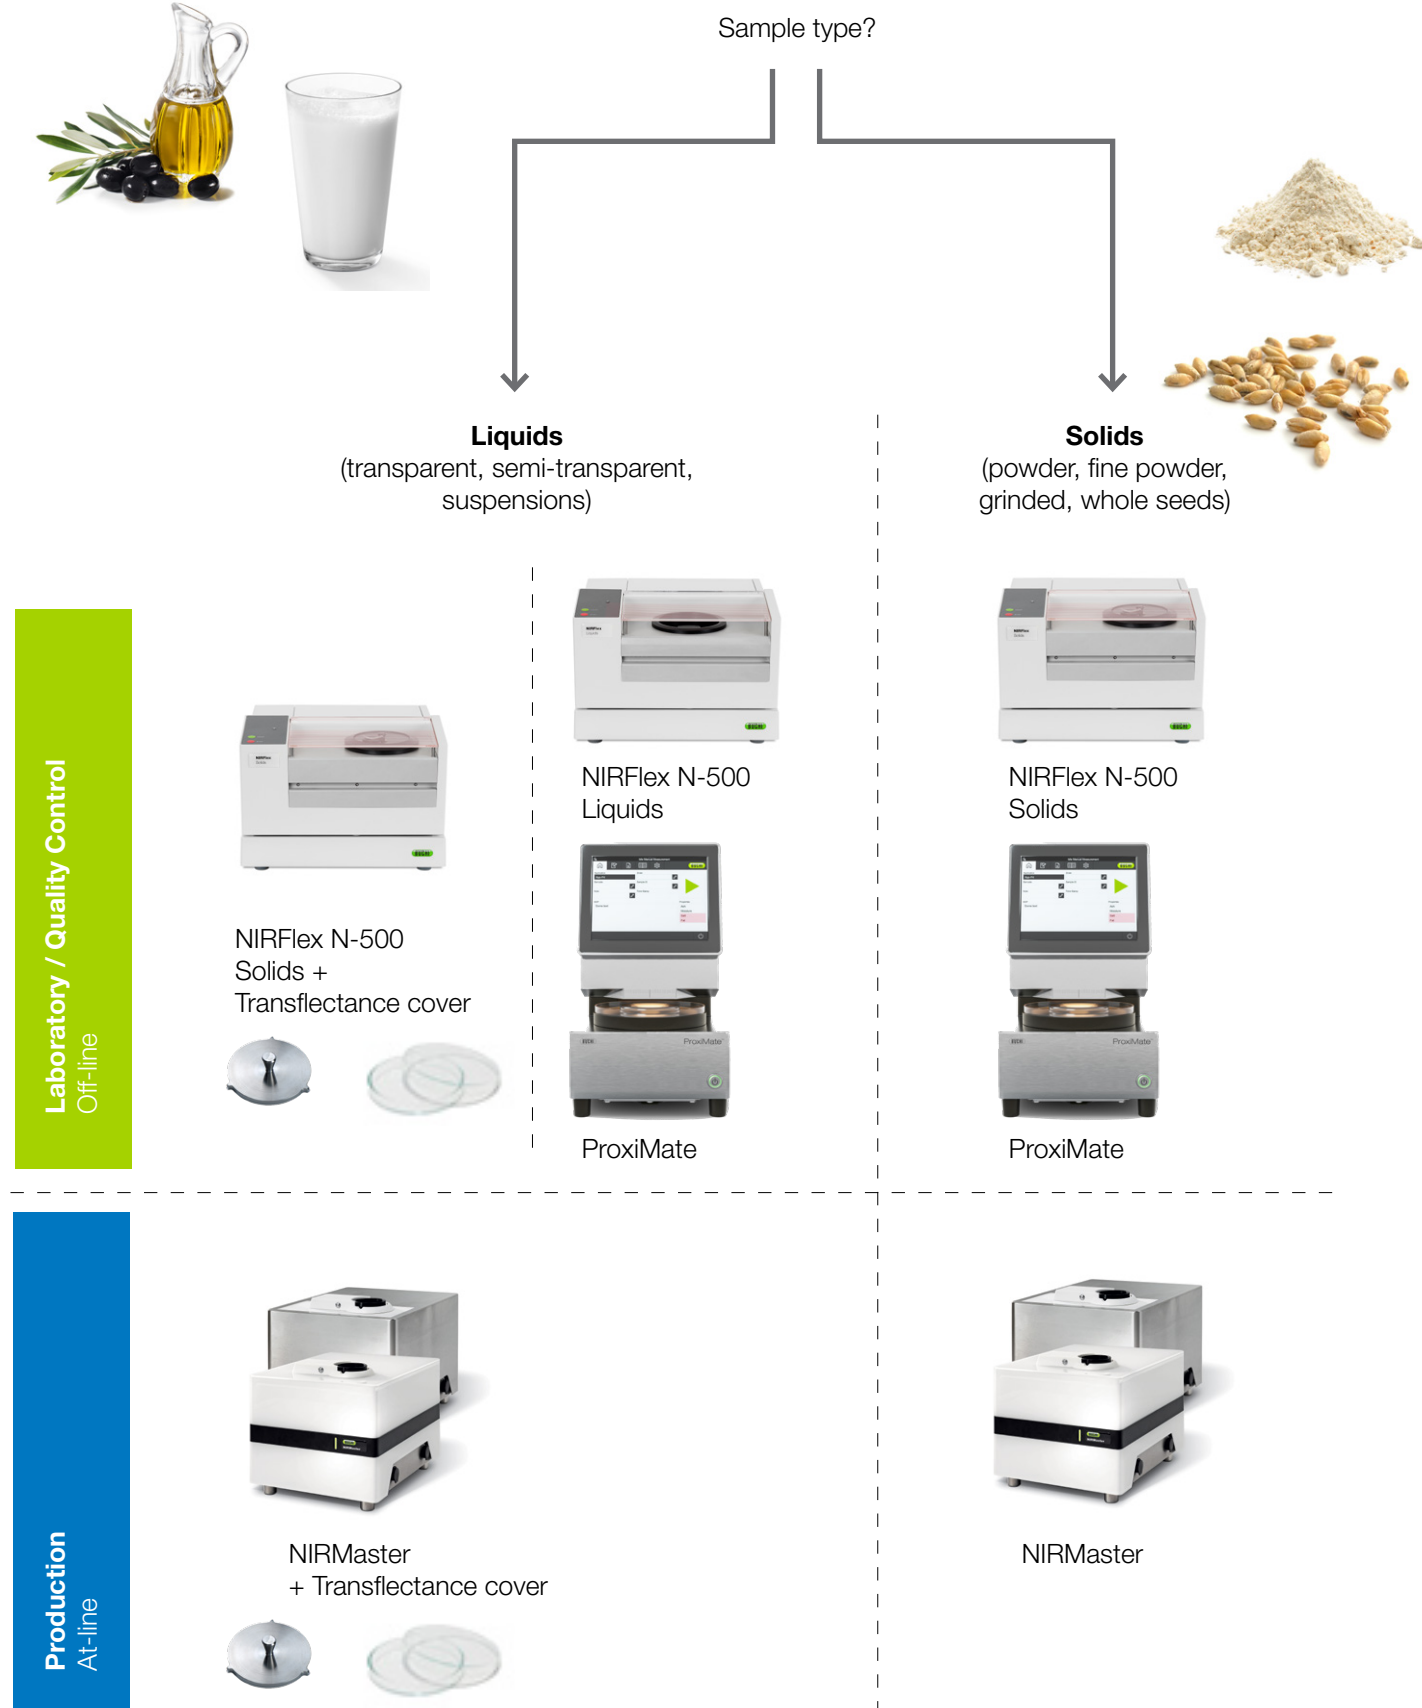 Sample type?
Liquids
(transparent, semi-transparent,
suspensions)
Solids
(powder, fine powder,
grinded, whole seeds)
Laboratory / Quality Control
Off-line
NIRFlex N-500
Solids +
Transflectance cover
NIRFlex N-500
Liquids
ProxiMate
ProxiMate
NIRFlex N-500
Solids
ProxiMate
ProxiMate
Production
At-line
NIRMaster
+ Transflectance cover
NIRMaster